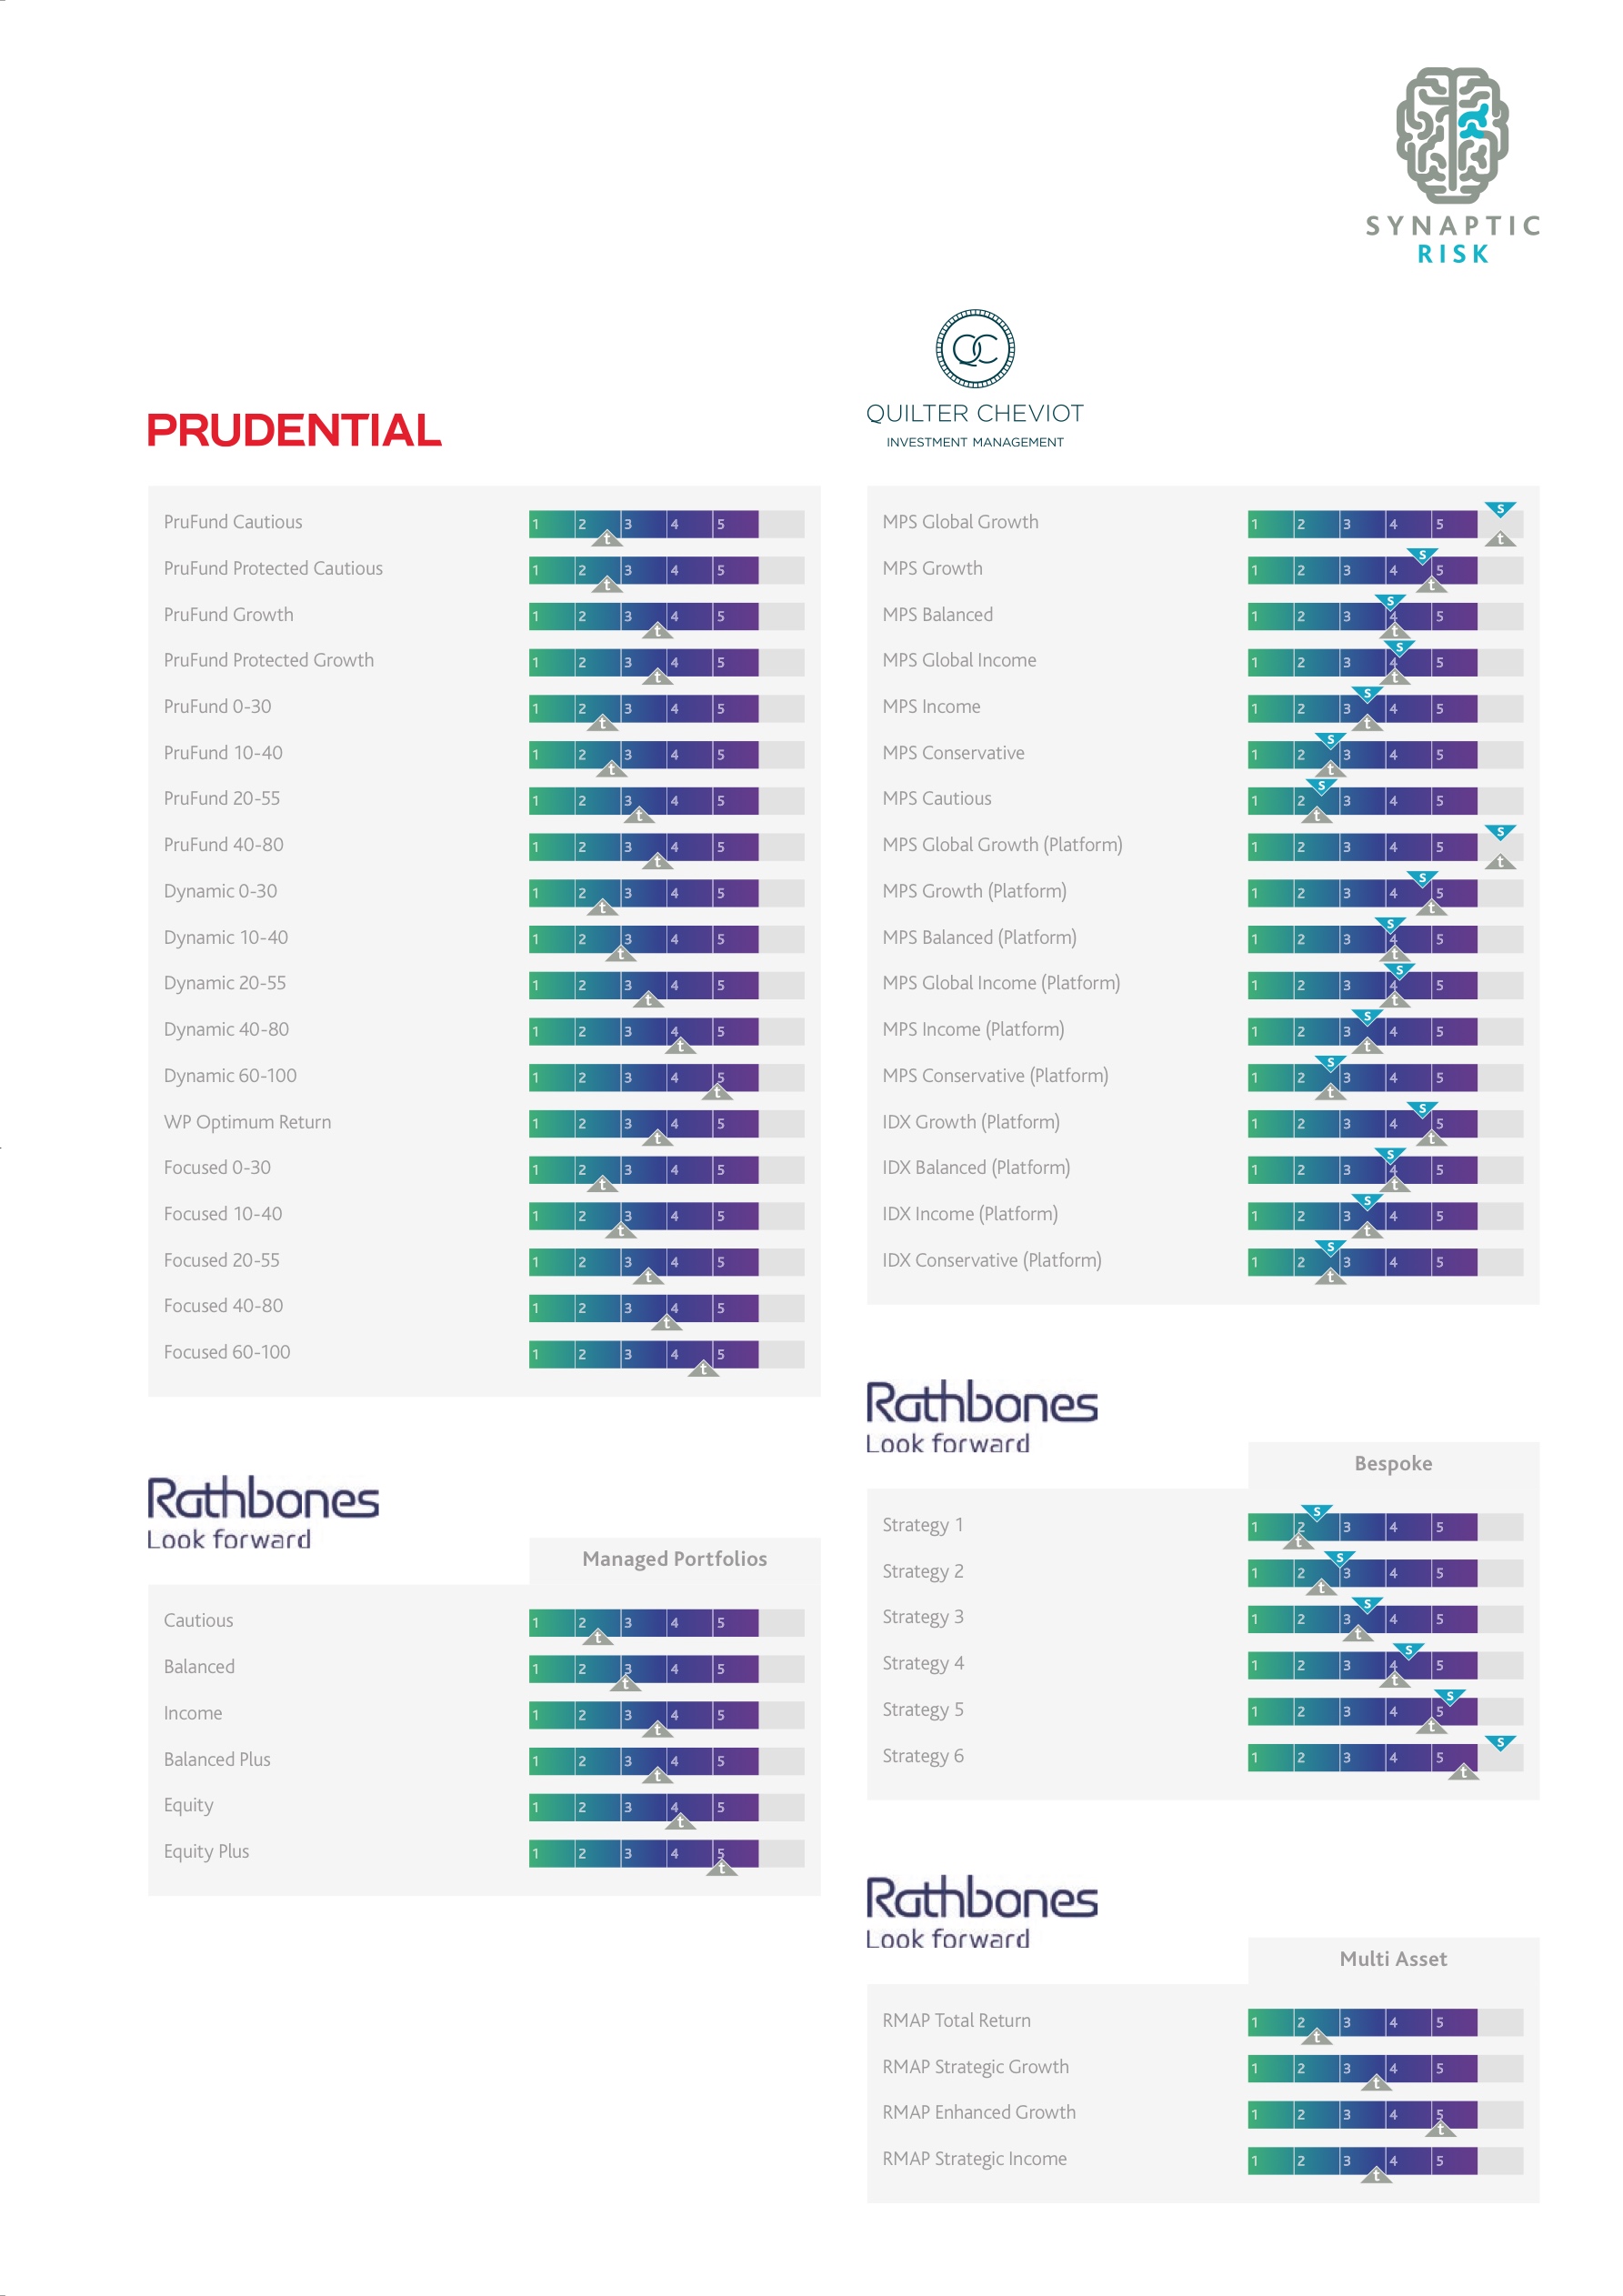 SYNAPTIC
RISK
PRUDENTIAL
PruFund Cautious 1 2 3 4 5 t
PruFund Protected Cautious 1 2 3 4 5 t
PruFund Growth 1 2 3 4 5 t
PruFund Protected Growth 1 2 3 4 5 t
PruFund 0-30 1 2 3 4 5 t
PruFund 10-40 1 2 3 4 5 t
PruFund 20-55 1 2 3 4 5 t
PruFund 40-80 1 2 3 4 5 t
Dynamic 0-30 1 2 3 4 5 t
Dynamic 10-40 1 2 3 4 5 t
Dynamic 20-55 1 2 3 4 5 t
Dynamic 40-80 1 2 3 4 5 t
Dynamic 60-100 1 2 3 4 5 t
WP Optimum Return 1 2 3 4 5 t
Focused 0-30 1 2 3 4 5 t
Focused 10-40 1 2 3 4 5 t
Focused 20-55 1 2 3 4 5 t
Focused 40-80 1 2 3 4 5 t
Focused 60-100 1 2 3 4 5 t
Rathbones
Look forward
Managed Portfolios
Cautious 1 2 3 4 5 t
Balanced 1 2 3 4 5 t
Income 1 2 3 4 5 t
Balanced Plus 1 2 3 4 5 t
Equity 1 2 3 4 5 t
Equity Plus 1 2 3 4 5 t
QC
QUILTER CHEVIOT
INVESTMENT MANAGEMENT
MPS Global Growth 1 2 3 4 5 s t
MPS Growth 1 2 3 4 5 s t
MPS Balanced 1 2 3 4 5 s t
MPS Global Income 1 2 3 4 5 s t
MPS Income 1 2 3 4 5 s t
MPS Conservative 1 2 3 4 5 s t
MPS Cautious 1 2 3 4 5 s t
MPS Global Growth (Platform) 1 2 3 4 5 s t
MPS Growth (Platform) 1 2 3 4 5 s t
MPS Balanced (Platform) 1 2 3 4 5 s t
MPS Global Income (Platform) 1 2 3 4 5 s t
MPS Income (Platform) 1 2 3 4 5 s t
MPS Conservative (Platform) 1 2 3 4 5 s t
IDX Growth (Platform) 1 2 3 4 5 s t
IDX Balanced (Platform) 1 2 3 4 5 s t
IDX Income (Platform) 1 2 3 4 5 s t
IDX Conservative (Platform) 1 2 3 4 5 s t
Rathbones
Look forward
Bespoke
Strategy 1 1 2 3 4 5 s t
Strategy 2 1 2 3 4 5 s t
Strategy 3 1 2 3 4 5 s t
Strategy 4 1 2 3 4 5 s t
Strategy 5 1 2 3 4 5 s t
Strategy 6 1 2 3 4 5 s t
Rathbones
Look forward
Multi Asset
RMAP Total Return 1 2 3 4 5 t
RMAP Strategic Growth 1 2 3 4 5 t
RMAP Enhanced Growth 1 2 3 4 5 t
RMAP Strategic Income 1 2 3 4 5 t